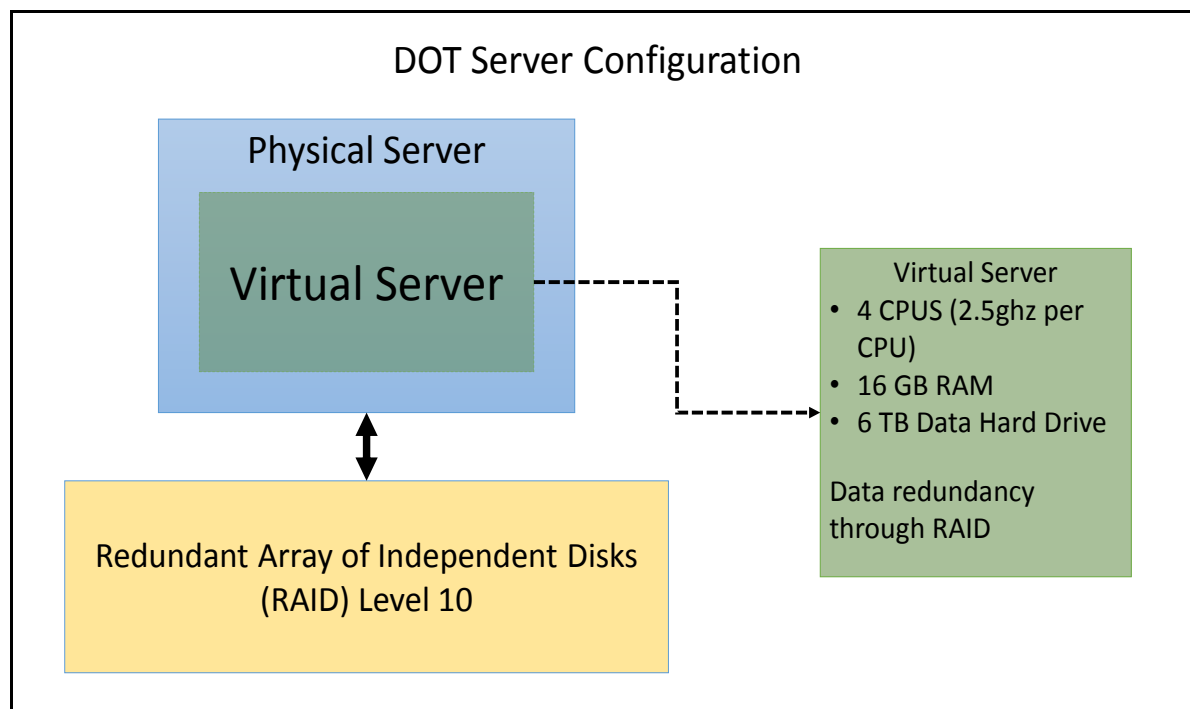 DOT Server Configuration
Physical Server
Virtual Server
Virtual Server
• 4 CPUS (2.5ghz per
CPU)
• 16 GB RAM
• 6 TB Data Hard Drive
Data redundancy
through RAID
Redundant Array of Independent Disks
(RAID) Level 10